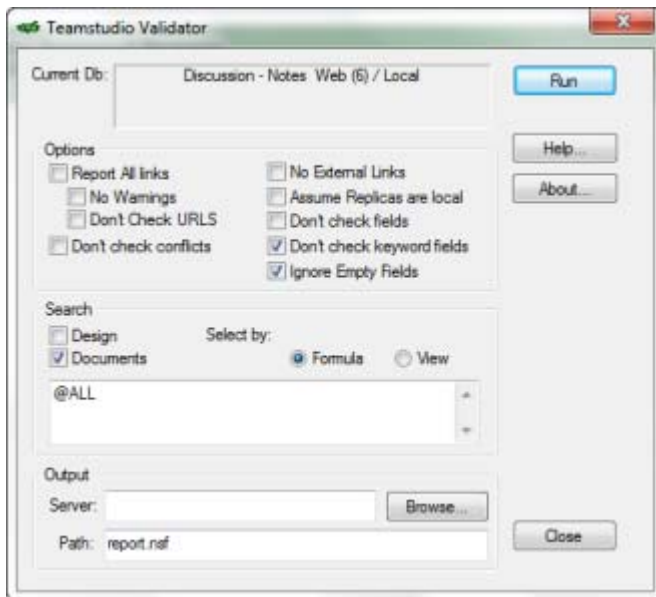 Teamstudio Validator
Current Db: Discussion - Notes Web (6) / Local
Run
Options
Report All links
No External Links
Help...
No Warnings
Assume Replicas are local
About...
Don't Check URLS
Don't check fields
Don't check conflicts
Don't check keyword fields
Ignore Empty Fields
Search
Design
Select by:
Documents
Formula
View
@ALL
Output
Server:
Browse...
Path: report.nsf
Close